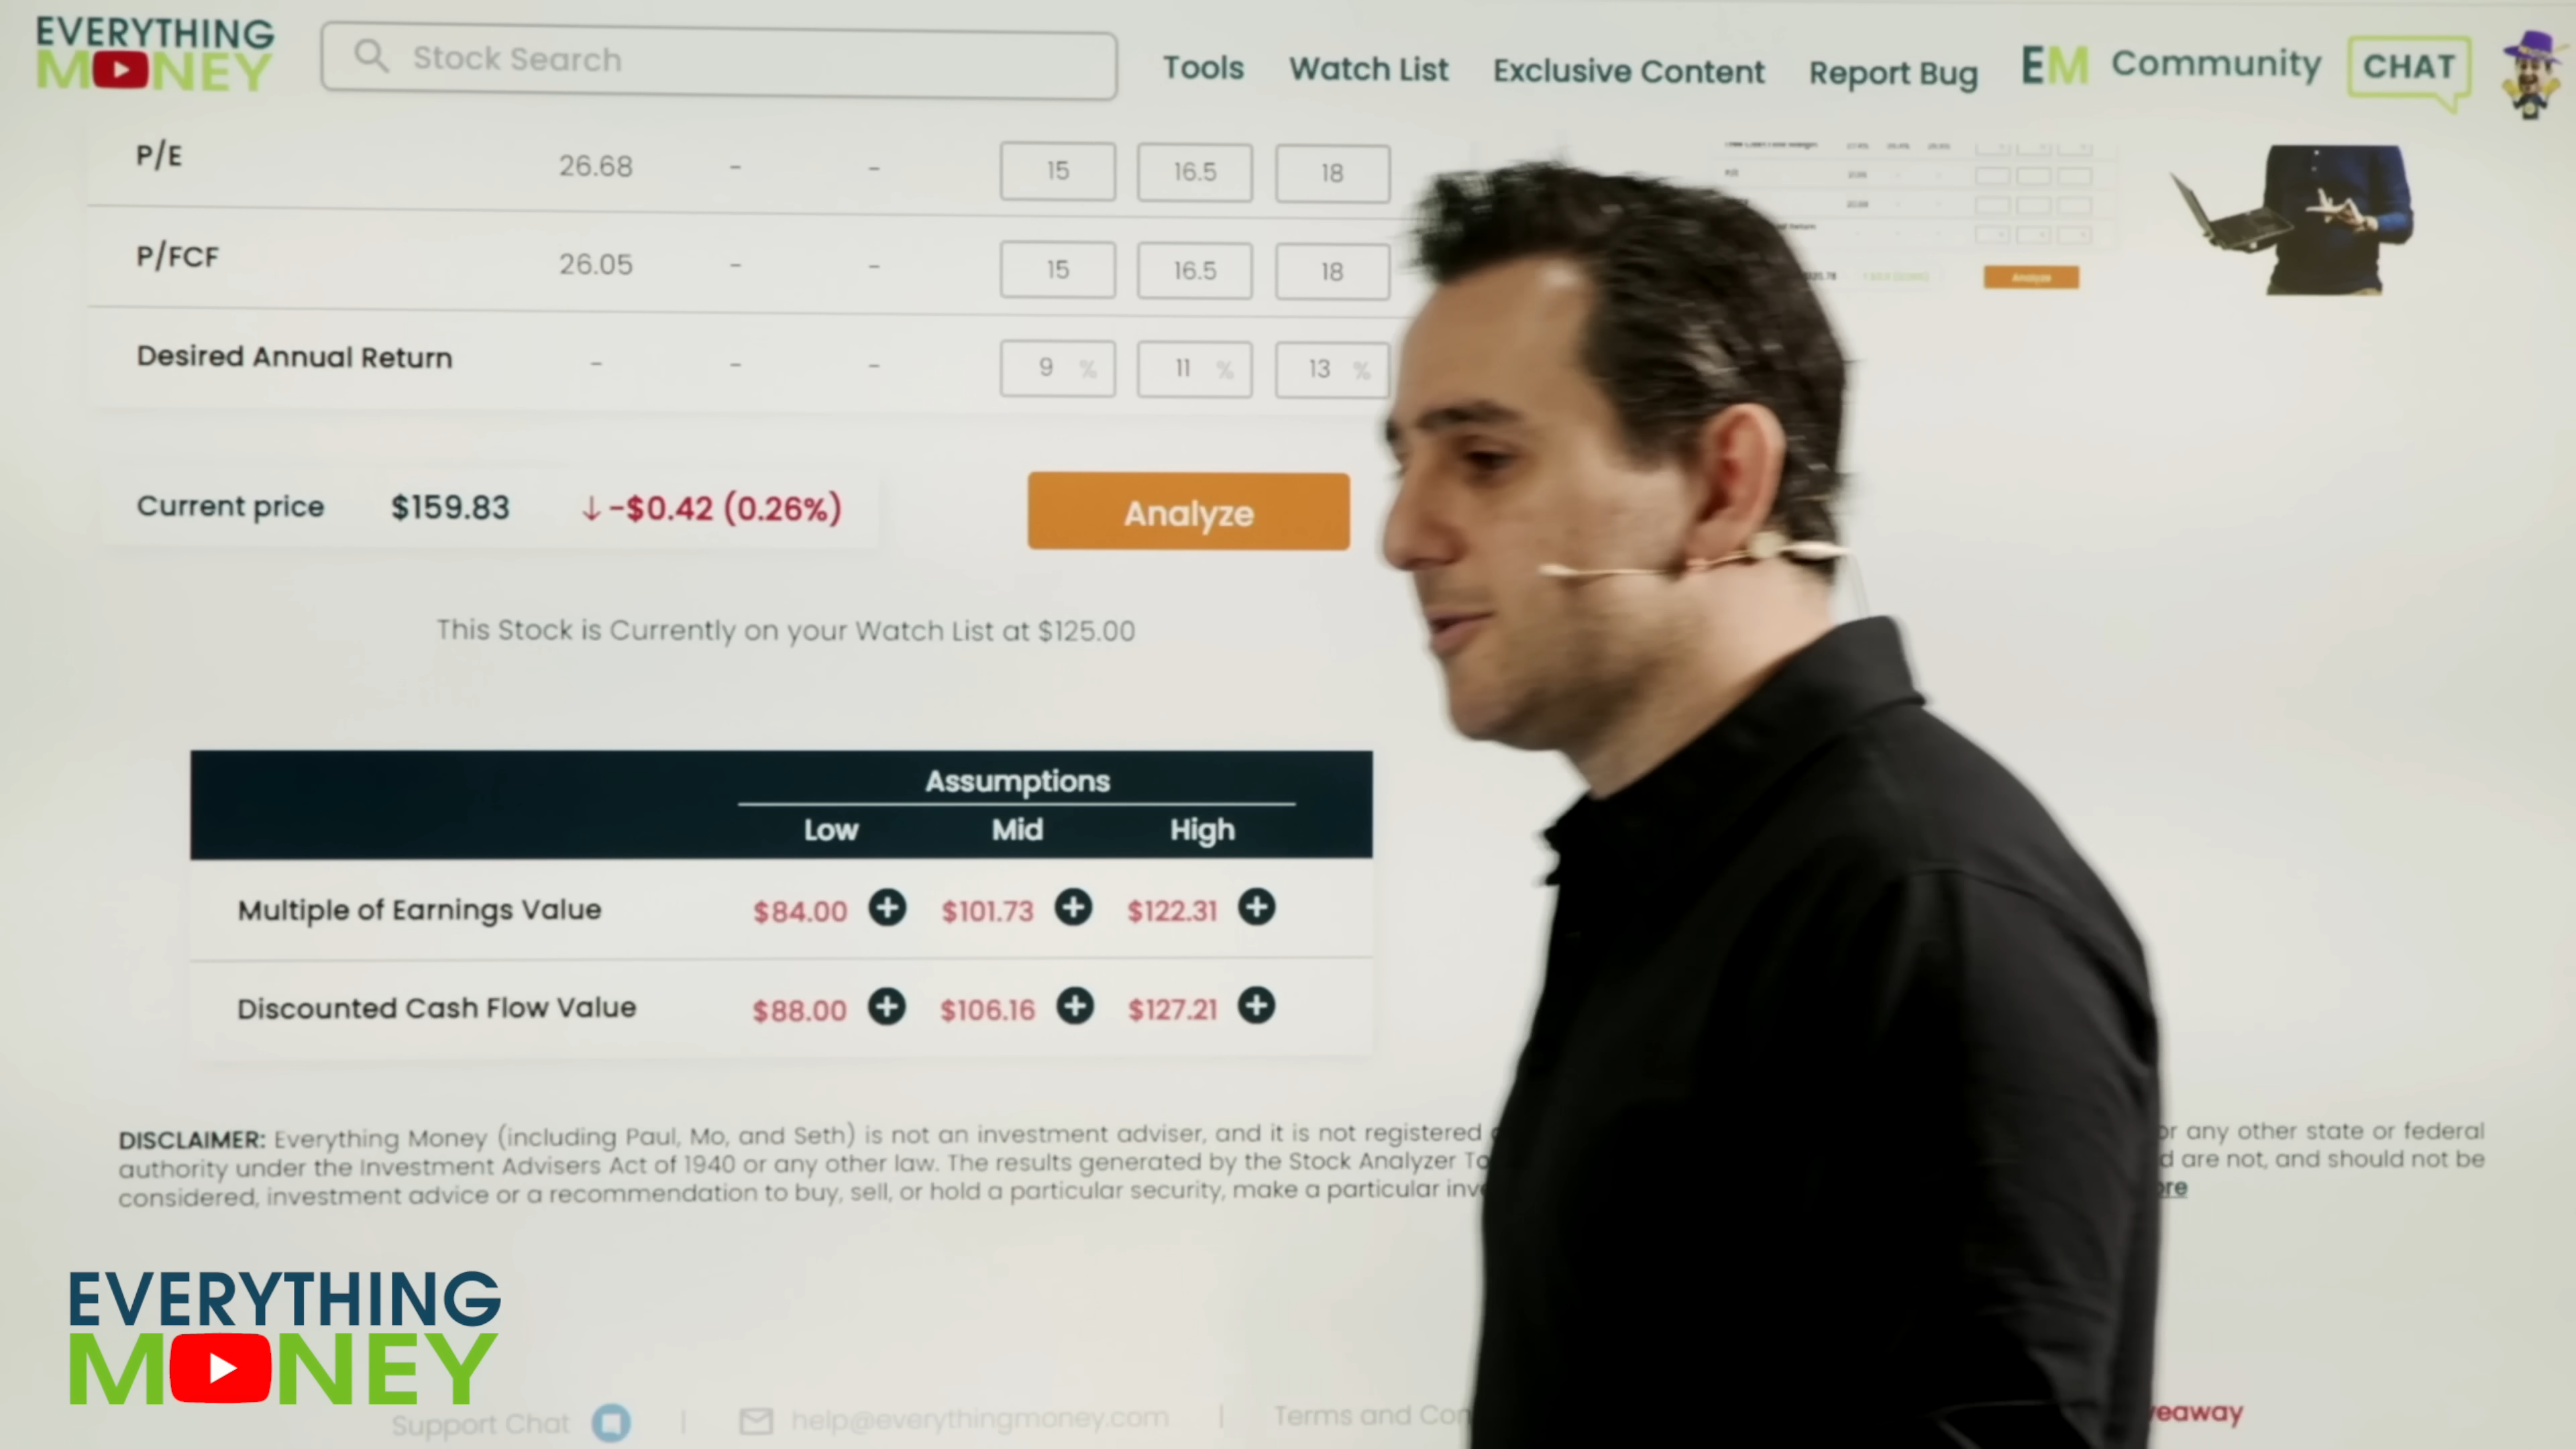 EVERYTHING
MONEY
Stock Search
Tools
Watch List
Exclusive Content
Report Bug
EM Community
CHAT
P/E 26.68 - - 15 16.5 18
P/FCF 26.05 - - 15 16.5 18
Desired Annual Return - - - 9 % 11 % 13 %
Analyze
Current price $159.83 ↓ -$0.42 (0.26%)
Analyze
This Stock is Currently on your Watch List at $125.00
Assumptions
Low Mid High
Multiple of Earnings Value $84.00 + $101.73 + $122.31 +
Discounted Cash Flow Value $88.00 + $106.16 + $127.21 +
DISCLAIMER: Everything Money (including Paul, Mo, and Seth) is not an investment adviser, and it is not registered or any other state or federal
authority under the Investment Advisers Act of 1940 or any other law. The results generated by the Stock Analyzer To d are not, and should not be
considered, investment advice or a recommendation to buy, sell, or hold a particular security, make a particular inve ore
EVERYTHING
MONEY
Support Chat | help@everythingmoney.com | Terms and Con veaway